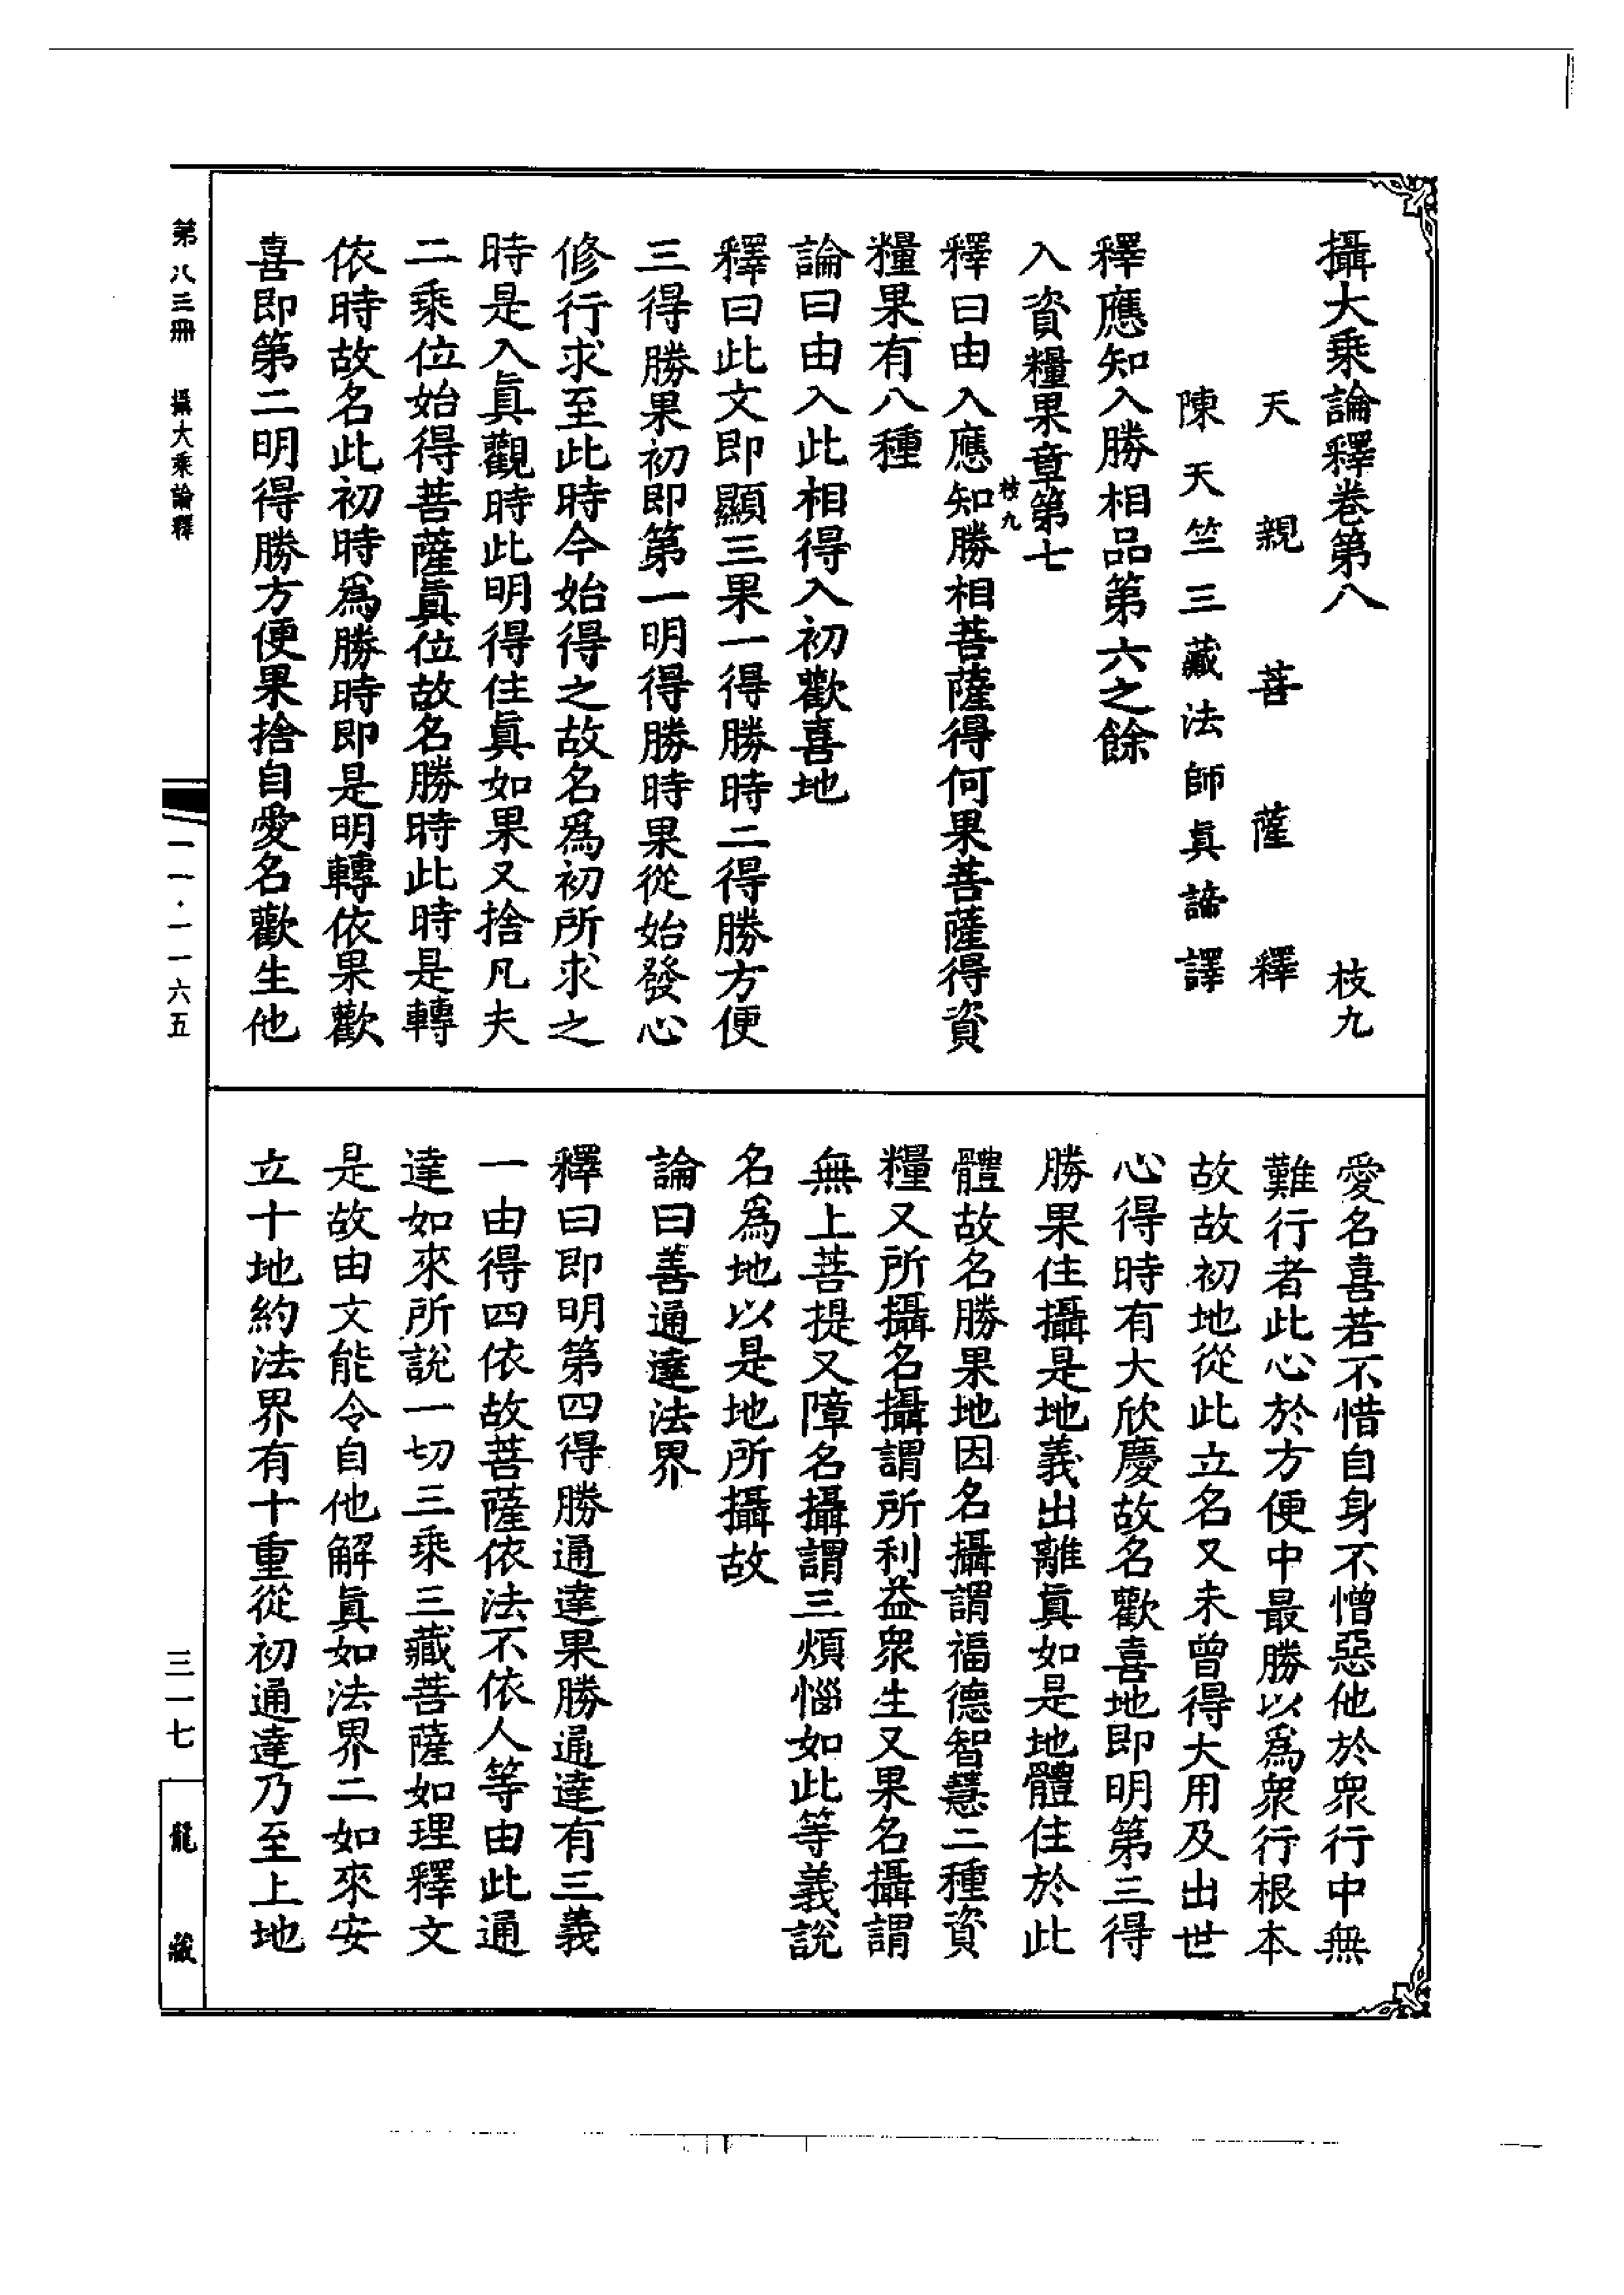 攝大乘論釋卷第八　枝九
天親菩薩釋
陳天竺三藏法師眞諦譯
釋應知入勝相品第六之餘
入資糧果章第七
枝九
釋曰由入應知勝相菩薩得何果菩薩得資
糧果有八種
論曰由入此相得入初歡喜地
釋曰此文即顯三果一得勝時二得勝方便
三得勝果初即第一明得勝時果從始發心
修行求至此時今始得之故名爲初所求之
時是入眞觀時此明得住眞如果又捨凡夫
二乘位始得菩薩眞位故名勝時此時是轉
依時故名此初時爲勝時即是明轉依果歡
喜即第二明得勝方便果捨自愛名歡生他
愛名喜若不惜自身不憎惡他於衆行中無
難行者此心於方便中最勝以爲衆行根本
故故初地從此立名又未曾得大用及出世
心得時有大欣慶故名歡喜地即明第三得
勝果住攝是地義出離眞如是地體住於此
體故名勝果地因名攝謂福德智慧二種資
糧又所攝名攝謂所利益衆生又果名攝謂
無上菩提又障名攝謂三煩惱如此等義說
名爲地以是地所攝故
論曰善通達法界
釋曰即明第四得勝通達果勝通達有三義
一由得四依故菩薩依法不依人等由此通
達如來所說一切三乘三藏菩薩如理釋文
是故由文能令自他解眞如法界二如來安
立十地約法界有十重從初通達乃至上地
第八三冊　攝大乘論釋
一一·一一六五
三一七
龍藏